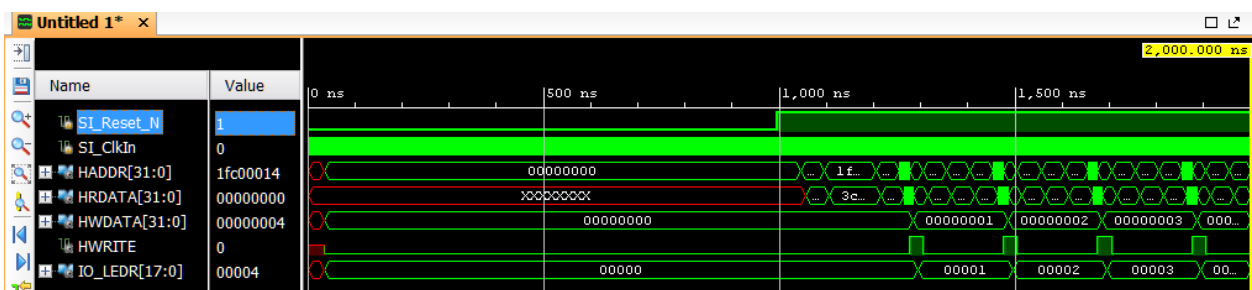 Untitled 1* ×
2,000.000 ns
Name Value 0 ns 500 ns 1,000 ns 1,500 ns
SI_Reset_N 1
SI_ClkIn 0
HADDR[31:0] 1fc00014 00000000 ... 1f... ... ... ... ... ... ... ... ... ... ... ... ...
HRDATA[31:0] 00000000 XXXXXXXX ... 3c... ... ... ... ... ... ... ... ... ... ... ... ...
HWDATA[31:0] 00000004 00000000 00000001 00000002 00000003 000...
HWRITE 0
IO_LEDR[17:0] 00004 00000 00001 00002 00003 00...